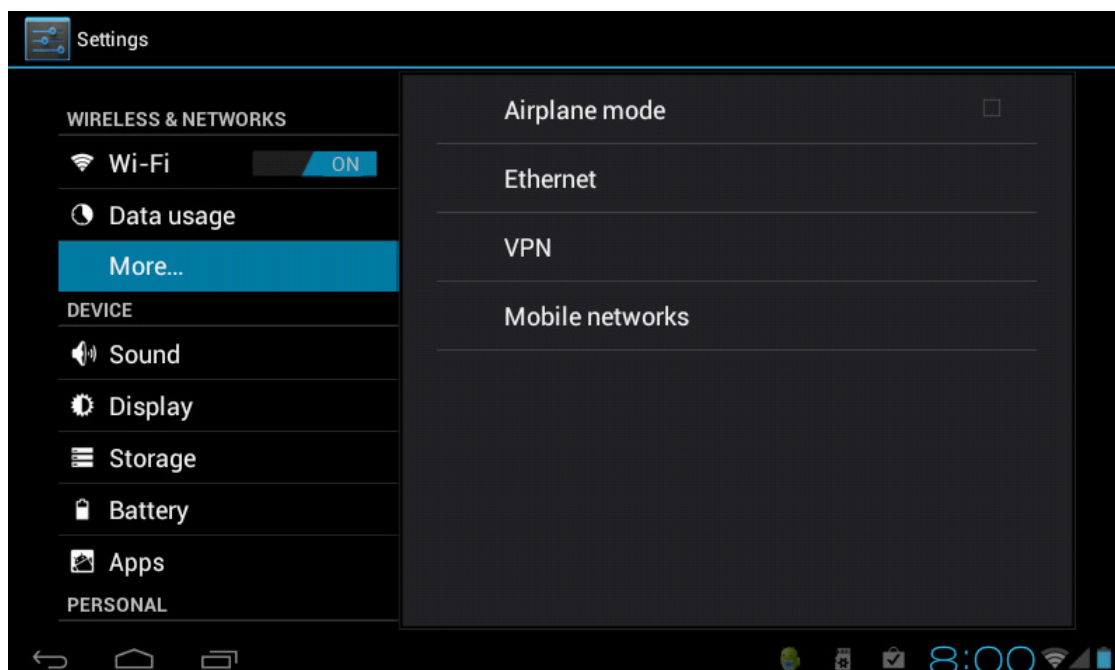 Settings
WIRELESS & NETWORKS
Wi-Fi ON
Data usage
More...
DEVICE
Sound
Display
Storage
Battery
Apps
PERSONAL
Airplane mode
Ethernet
VPN
Mobile networks
8:00